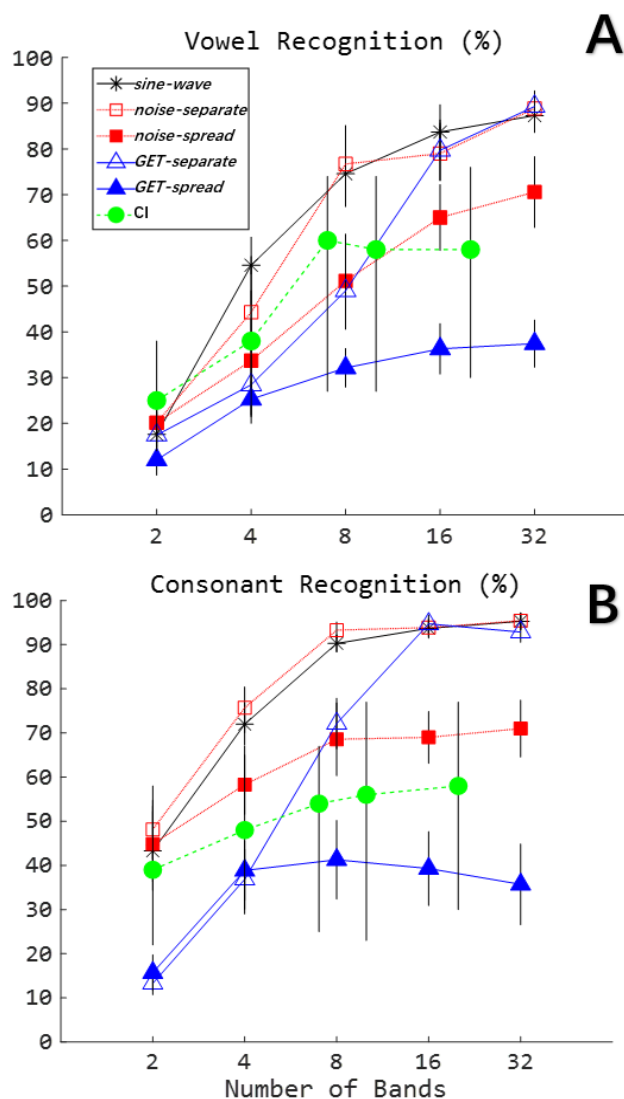 Vowel Recognition (%)
A
100
90
80
70
60
50
40
30
20
10
0
sine-wave
noise-separate
noise-spread
GET-separate
GET-spread
CI
2 4 8 16 32
Consonant Recognition (%)
B
100
90
80
70
60
50
40
30
20
10
0
2 4 8 16 32
Number of Bands